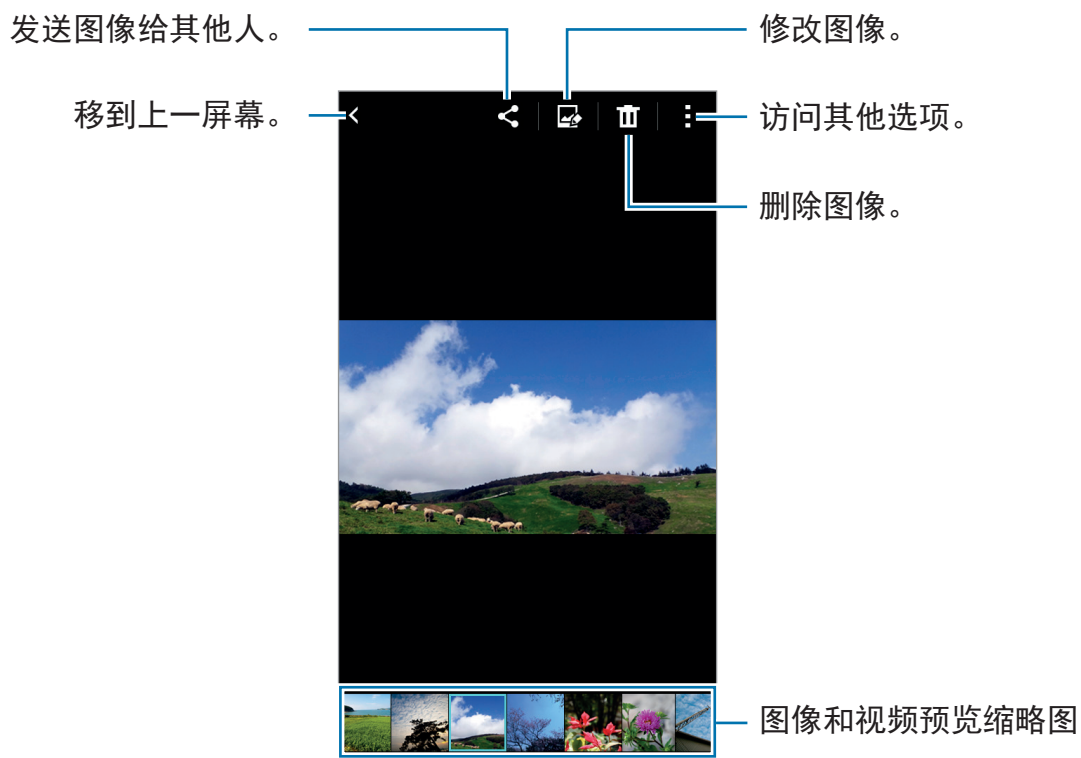 发送图像给其他人。
修改图像。
移到上一屏幕。
访问其他选项。
删除图像。
图像和视频预览缩略图